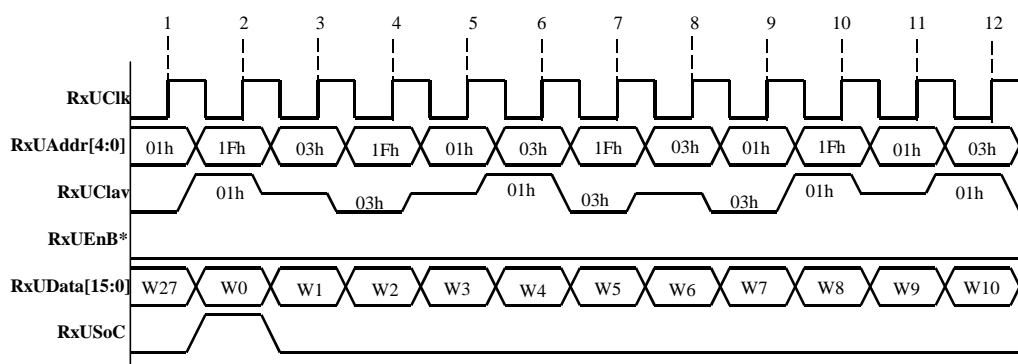 1 2 3 4 5 6 7 8 9 10 11 12
RxUClk
RxUAddr[4:0] 01h 1Fh 03h 1Fh 01h 03h 1Fh 03h 01h 1Fh 01h 03h
RxUClav 01h 03h 01h 03h 03h 01h 01h
RxUEnB*
RxUData[15:0] W27 W0 W1 W2 W3 W4 W5 W6 W7 W8 W9 W10
RxUSoC